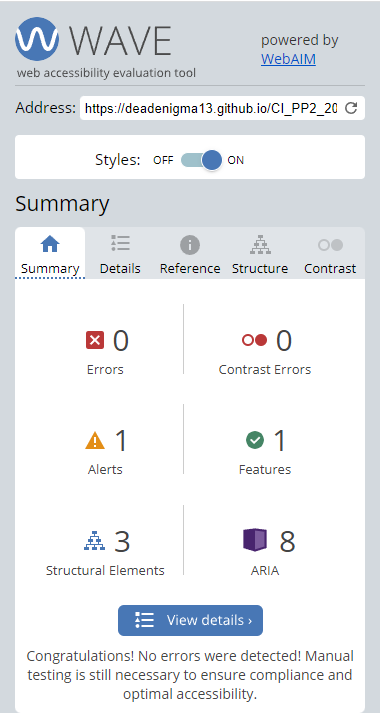 WAVE
web accessibility evaluation tool
powered by
WebAIM
Address: https://deadenigma13.github.io/CI_PP2_20
Styles: OFF ON
Summary
Summary Details Reference Structure Contrast
0 0
Errors Contrast Errors
1 1
Alerts Features
3 8
Structural Elements ARIA
View details ›
Congratulations! No errors were detected! Manual
testing is still necessary to ensure compliance and
optimal accessibility.